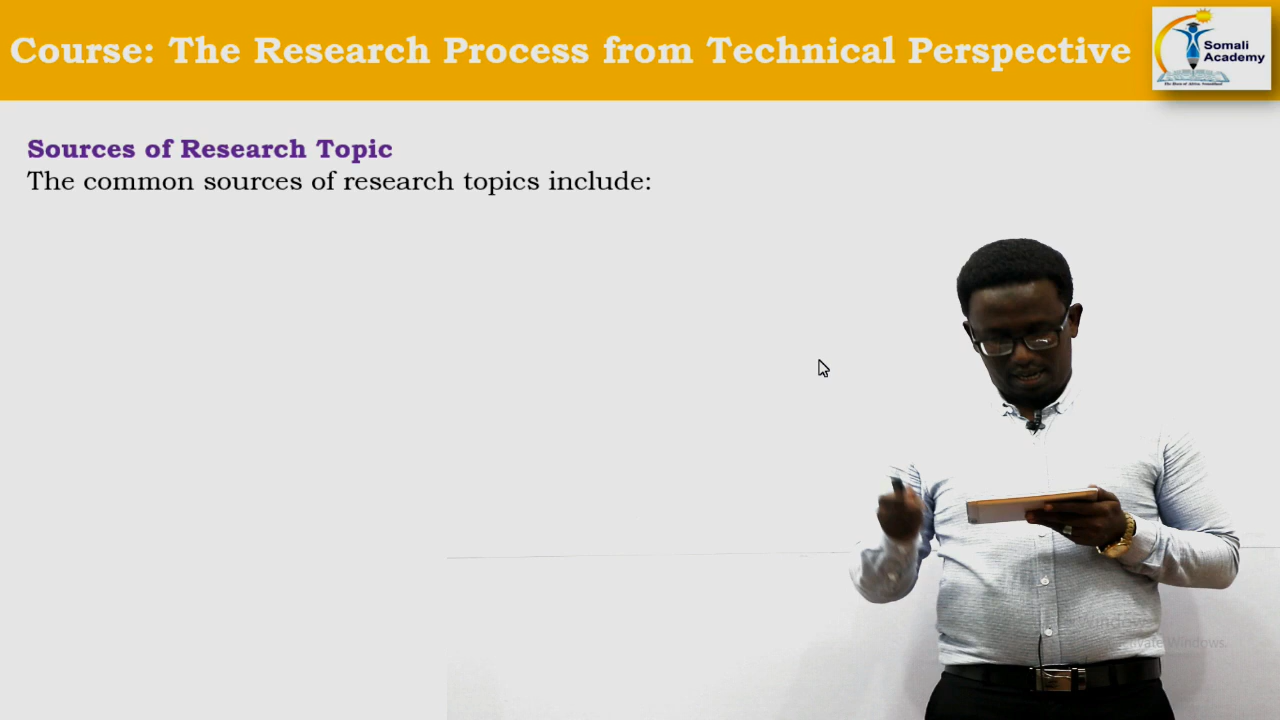 Course: The Research Process from Technical Perspective
Somali
Academy
Sources of Research Topic
The common sources of research topics include: